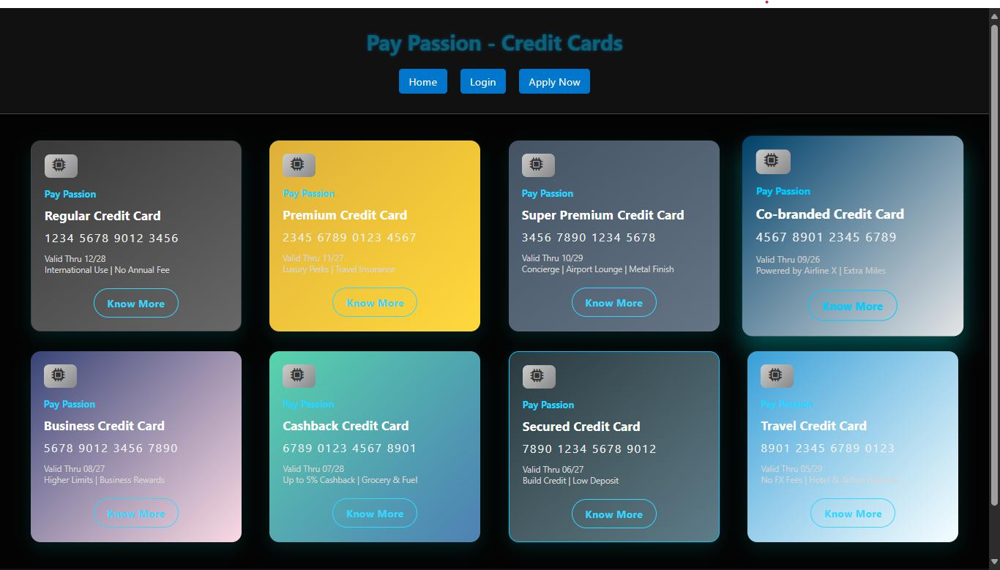 Pay Passion - Credit Cards
Home
Login
Apply Now
Pay Passion
Regular Credit Card
1234 5678 9012 3456
Valid Thru 12/28
International Use | No Annual Fee
Know More
Pay Passion
Premium Credit Card
2345 6789 0123 4567
Valid Thru 11/27
Luxury Perks | Travel Insurance
Know More
Pay Passion
Super Premium Credit Card
3456 7890 1234 5678
Valid Thru 10/29
Concierge | Airport Lounge | Metal Finish
Know More
Pay Passion
Co-branded Credit Card
4567 8901 2345 6789
Valid Thru 09/26
Powered by Airline X | Extra Miles
Know More
Pay Passion
Business Credit Card
5678 9012 3456 7890
Valid Thru 08/27
Higher Limits | Business Rewards
Know More
Pay Passion
Cashback Credit Card
6789 0123 4567 8901
Valid Thru 07/28
Up to 5% Cashback | Grocery & Fuel
Know More
Pay Passion
Secured Credit Card
7890 1234 5678 9012
Valid Thru 06/27
Build Credit | Low Deposit
Know More
Pay Passion
Travel Credit Card
8901 2345 6789 0123
Valid Thru 05/29
No FX Fees | Hotel & Airline
Know More